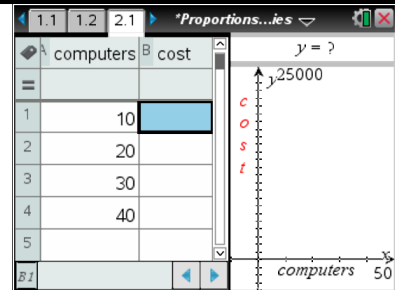 1.1 1.2 2.1 *Proportions...ies
A computers B cost
=
1 10
2 20
3 30
4 40
5
B1
y = ?
y 25000
cost
x
computers 50